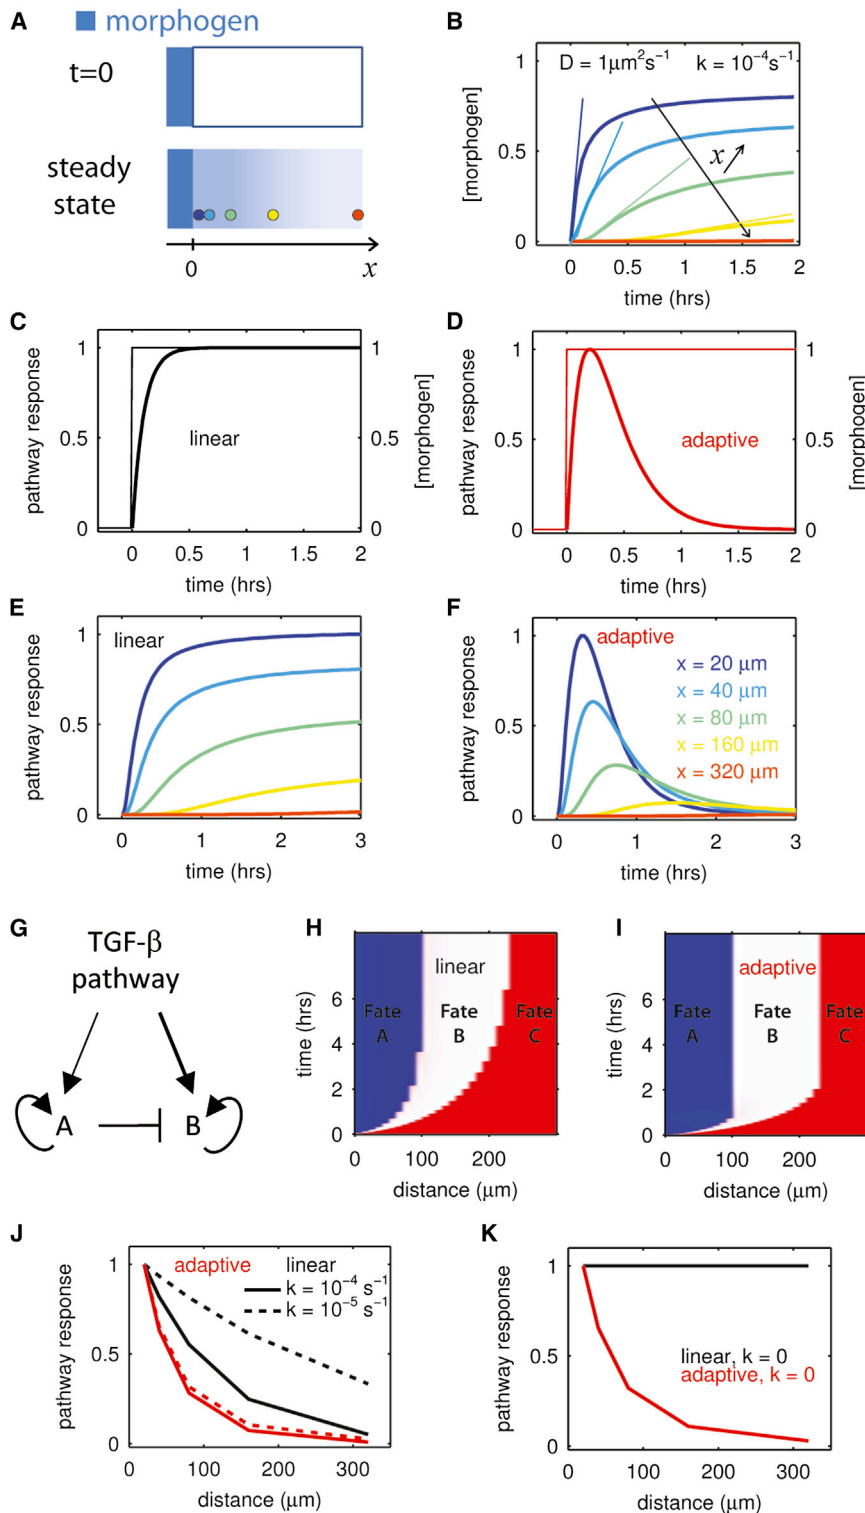 A
morphogen
t=0
steady
state
0
x
B
D = 1μm²s⁻¹ k = 10⁻⁴s⁻¹
[morphogen]
1
0.5
0
x
0 0.5 1 1.5 2
time (hrs)
C
pathway response
1
0.5
0
linear
1
0.5
0
[morphogen]
0 0.5 1 1.5 2
time (hrs)
D
pathway response
1
0.5
0
adaptive
1
0.5
0
[morphogen]
0 0.5 1 1.5 2
time (hrs)
E
linear
pathway response
1
0.5
0
0 1 2 3
time (hrs)
F
adaptive
pathway response
1
0.5
0
x = 20 μm
x = 40 μm
x = 80 μm
x = 160 μm
x = 320 μm
0 1 2 3
time (hrs)
G
TGF-β
pathway
A
B
H
time (hrs)
6
4
2
0
linear
Fate
A
Fate
B
Fate
C
0 100 200
distance (μm)
I
time (hrs)
6
4
2
0
adaptive
Fate
A
Fate
B
Fate
C
0 100 200
distance (μm)
J
pathway response
1
0.5
0
adaptive linear
k = 10⁻⁴ s⁻¹
k = 10⁻⁵ s⁻¹
0 100 200 300
distance (μm)
K
pathway response
1
0.5
0
linear, k = 0
adaptive, k = 0
0 100 200 300
distance (μm)